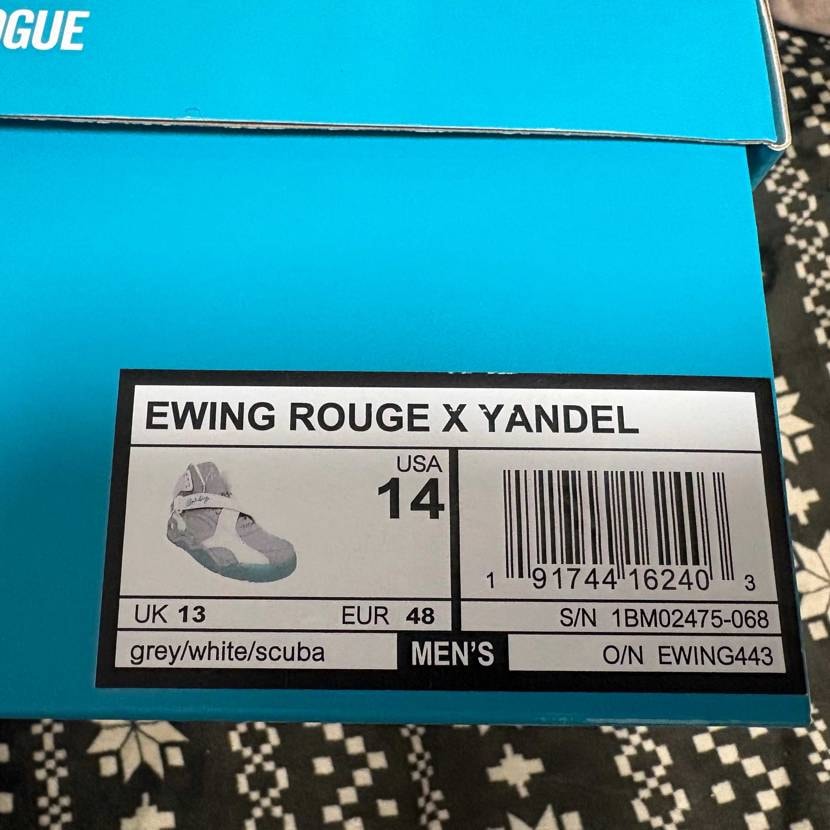 OGUE
EWING ROUGE X YANDEL
USA
14
1 91744 16240 3
UK 13 EUR 48
S/N 1BM02475-068
grey/white/scuba
MEN'S
O/N EWING443